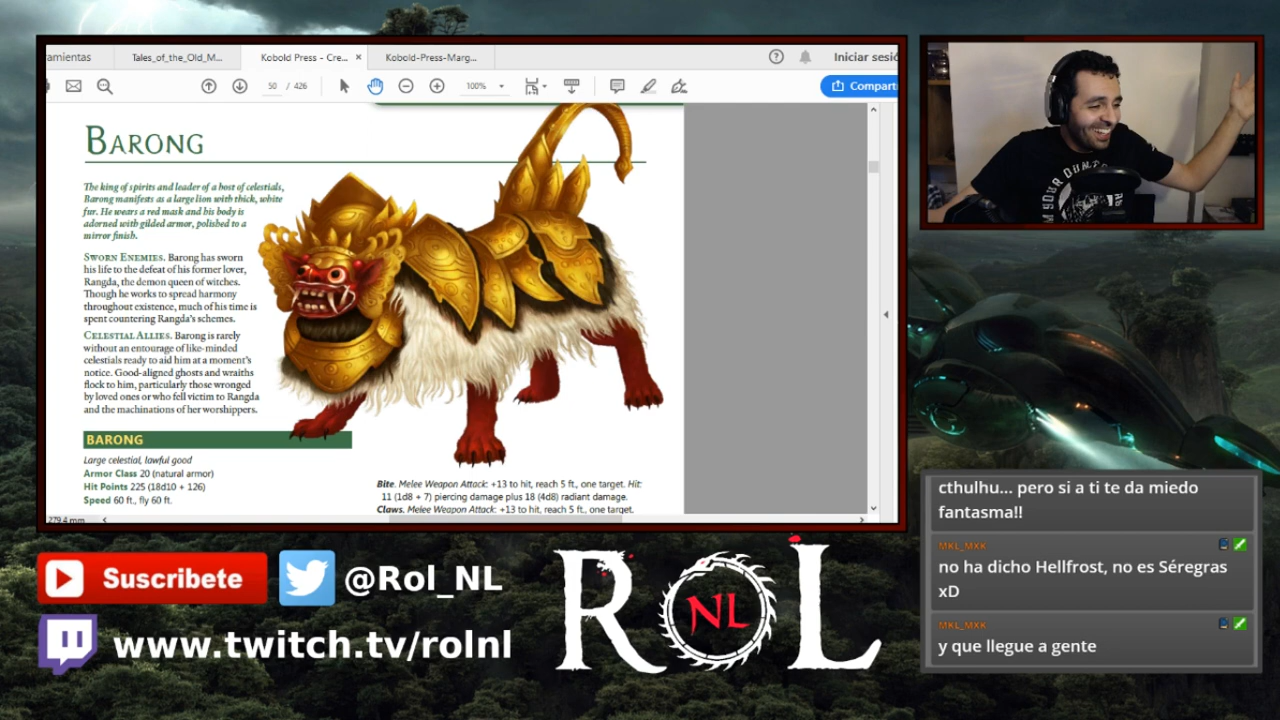 amientas
Tales_of_the_Old_M...
Kobold Press - Cre... ×
Kobold-Press-Marg...
Iniciar sesió
50 / 426
100%
Compart
BARONG
The king of spirits and leader of a host of celestials,
Barong manifests as a large lion with thick, white
fur. He wears a red mask and his body is
adorned with gilded armor, polished to a
mirror finish.
SWORN ENEMIES. Barong has sworn
his life to the defeat of his former lover,
Rangda, the demon queen of witches.
Though he works to spread harmony
throughout existence, much of his time is
spent countering Rangda's schemes.
CELESTIAL ALLIES. Barong is rarely
without an entourage of like-minded
celestials ready to aid him at a moment's
notice. Good-aligned ghosts and wraiths
flock to him, particularly those wronged
by loved ones or who fell victim to Rangda
and the machinations of her worshippers.
BARONG
Large celestial, lawful good
Armor Class 20 (natural armor)
Hit Points 225 (18d10 + 126)
Speed 60 ft., fly 60 ft.
Bite. Melee Weapon Attack: +13 to hit, reach 5 ft., one target. Hit:
11 (1d8 + 7) piercing damage plus 18 (4d8) radiant damage.
Claws. Melee Weapon Attack: +13 to hit, reach 5 ft., one target.
279,4 mm
cthulhu... pero si a ti te da miedo
fantasma!!
MKL_MXK
no ha dicho Hellfrost, no es Séregras
xD
MKL_MXK
y que llegue a gente
Suscribete
@Rol_NL
www.twitch.tv/rolnl
ROL
NL